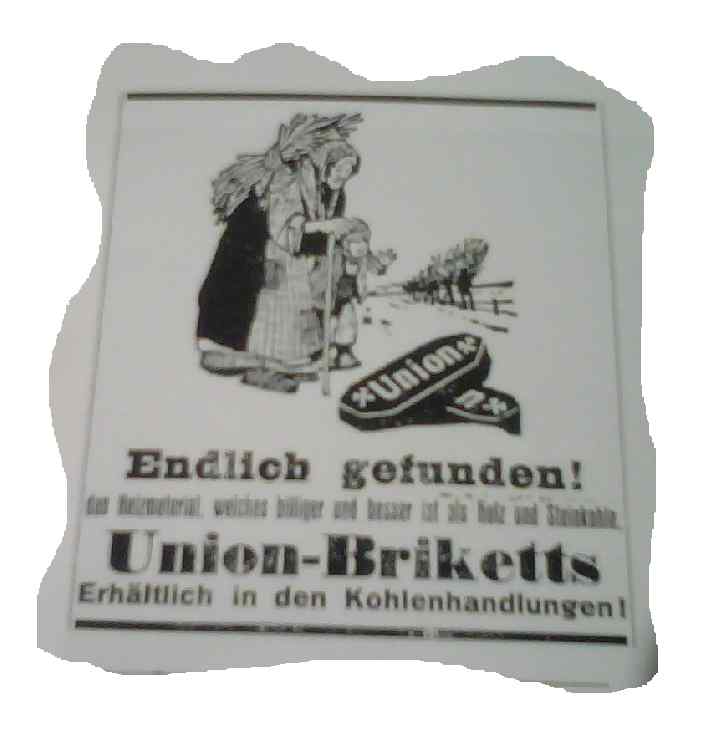 ×Union×
n×
Endlich gefunden!
das Heizmaterial, welches billiger und besser ist als Holz und Steinkohle.
Union-Briketts
Erhältlich in den Kohlenhandlungen!